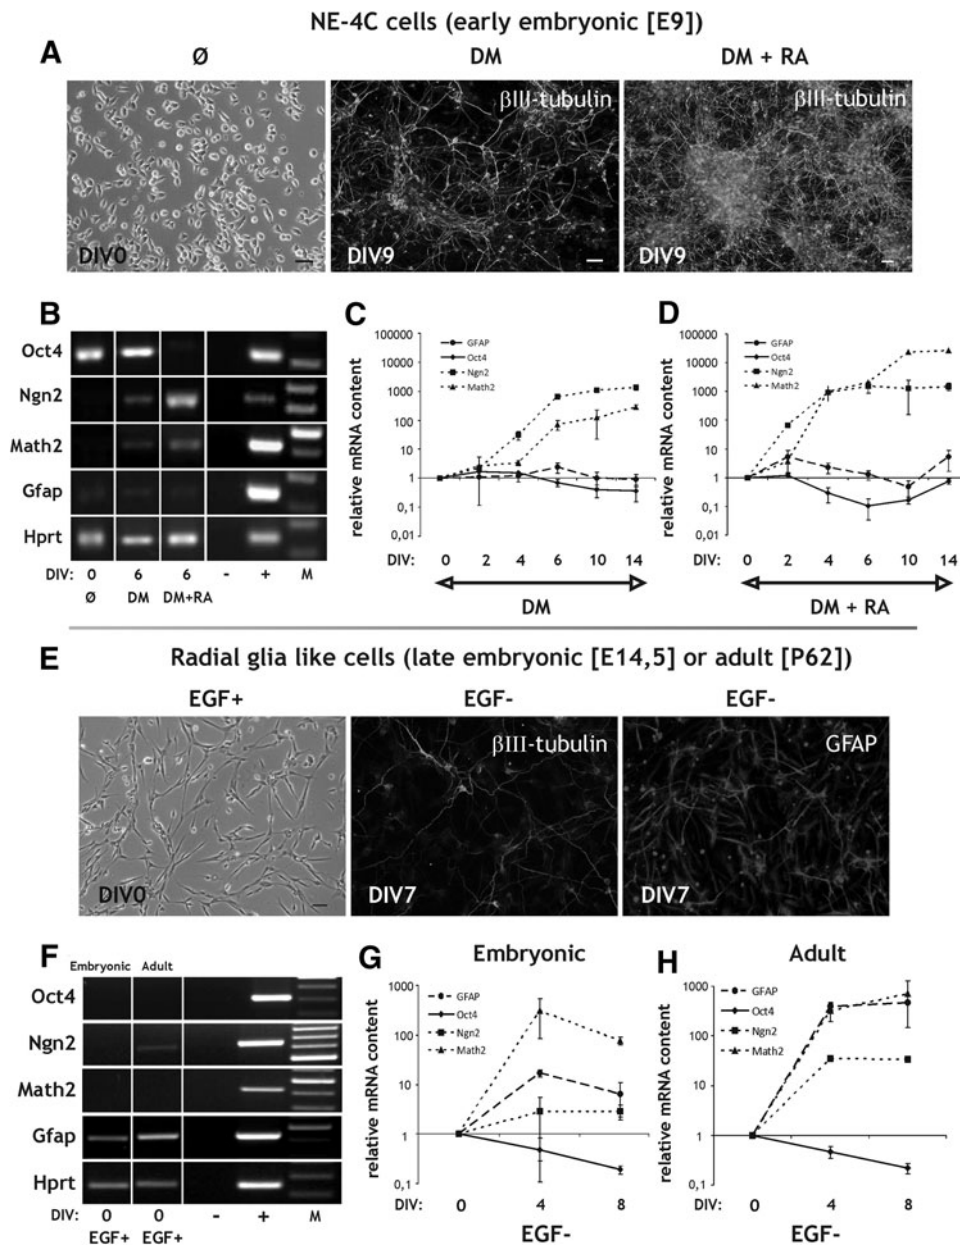 NE-4C cells (early embryonic [E9])
A
Ø
DM
DM + RA
DIV0
βIII-tubulin
DIV9
βIII-tubulin
DIV9
B
Oct4
Ngn2
Math2
Gfap
Hprt
DIV: 0 6 6 - + M
Ø DM DM+RA
C
relative mRNA content
100000
10000
1000
100
10
1
0,1
0,01
GFAP
Oct4
Ngn2
Math2
DIV: 0 2 4 6 10 14
DM
D
relative mRNA content
100000
10000
1000
100
10
1
0,1
0,01
GFAP
Oct4
Ngn2
Math2
DIV: 0 2 4 6 10 14
DM + RA
E
Radial glia like cells (late embryonic [E14,5] or adult [P62])
EGF+
EGF-
EGF-
DIV0
βIII-tubulin
DIV7
GFAP
DIV7
F
Embryonic Adult
Oct4
Ngn2
Math2
Gfap
Hprt
DIV: 0 0 - + M
EGF+ EGF+
G
Embryonic
relative mRNA content
1000
100
10
1
0,1
GFAP
Oct4
Ngn2
Math2
DIV: 0 4 8
EGF-
H
Adult
relative mRNA content
1000
100
10
1
0,1
GFAP
Oct4
Ngn2
Math2
DIV: 0 4 8
EGF-